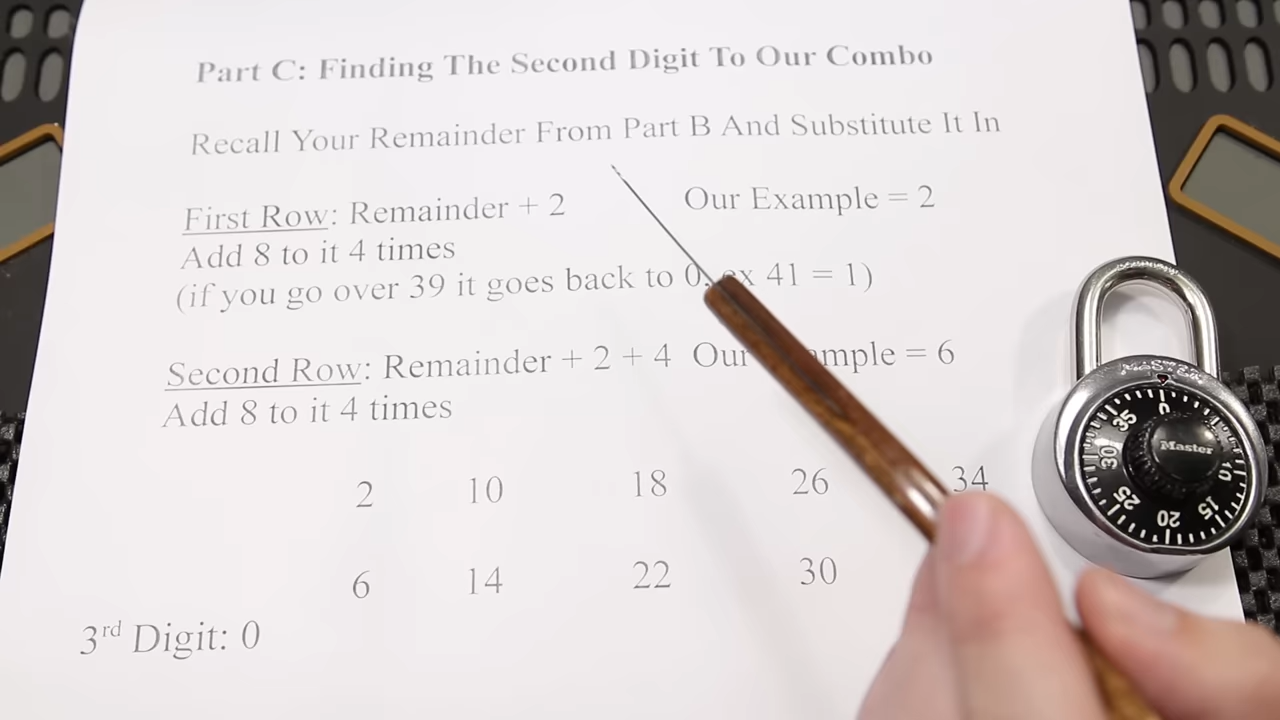 Part C: Finding The Second Digit To Our Combo
Recall Your Remainder From Part B And Substitute It In
First Row: Remainder + 2 Our Example = 2
Add 8 to it 4 times
(if you go over 39 it goes back to 0, ex 41 = 1)
Second Row: Remainder + 2 + 4 Our Example = 6
Add 8 to it 4 times
2 10 18 26 34
6 14 22 30
3rd Digit: 0
Master
0
10
15
20
25
30
35